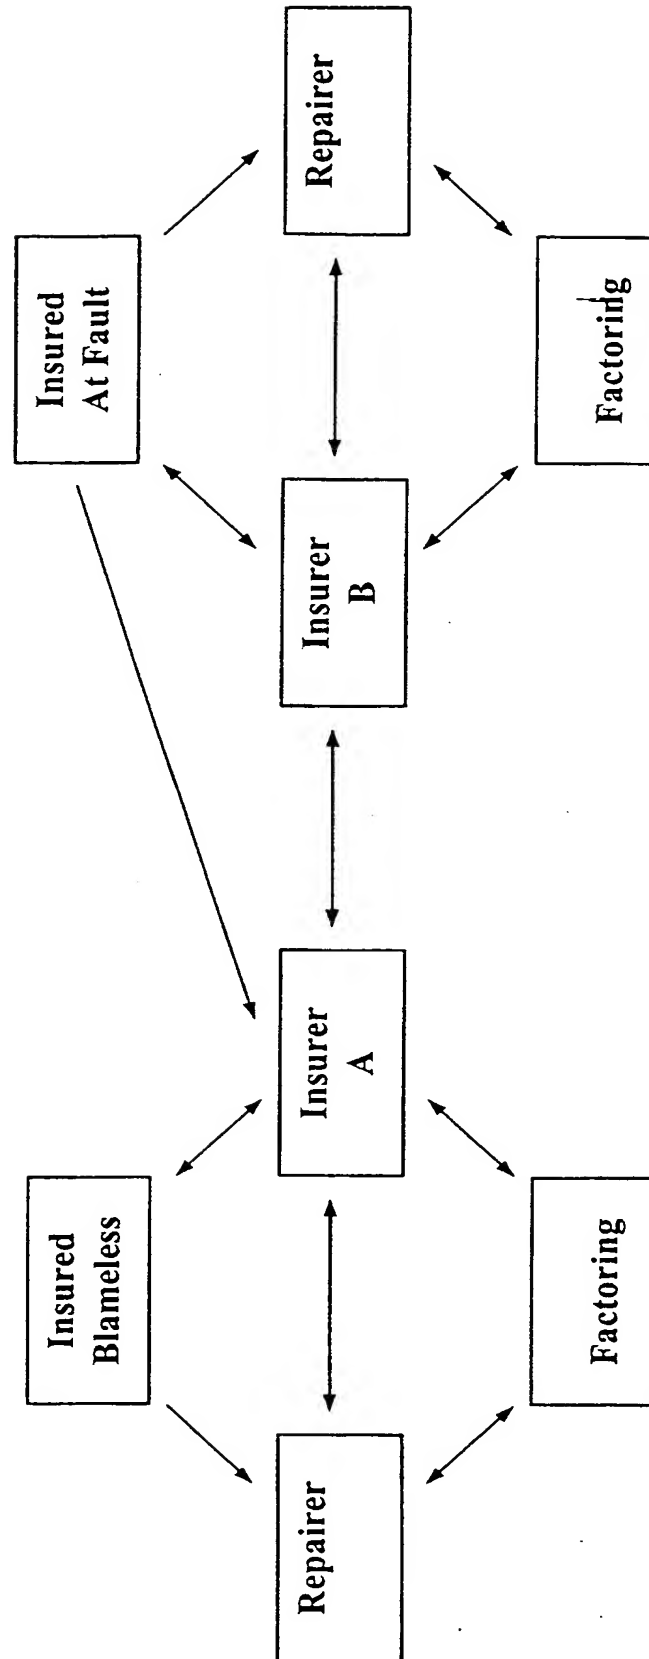 Insured
Blameless
Insured
At Fault
Repairer
Insurer
A
Insurer
B
Repairer
Factoring
Factoring